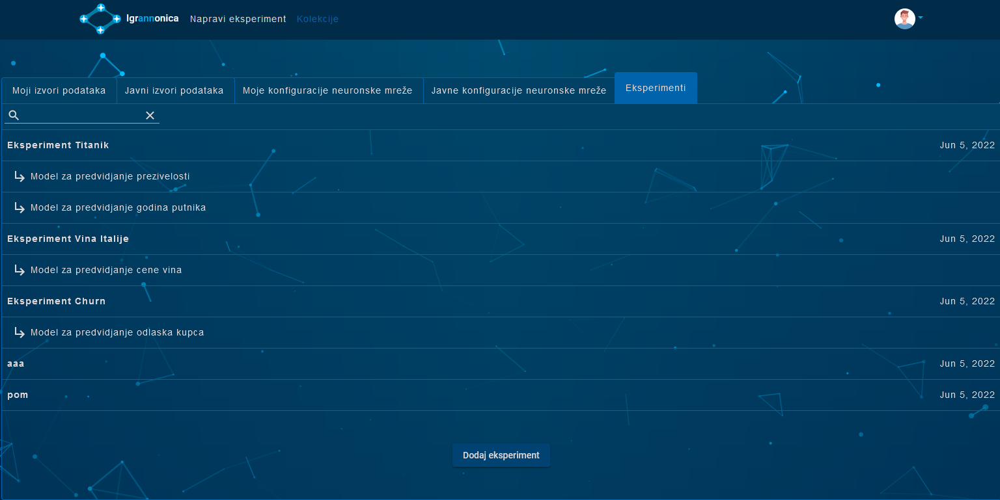 Igrannonica Napravi eksperiment Kolekcije
Moji izvori podataka Javni izvori podataka Moje konfiguracije neuronske mreže Javne konfiguracije neuronske mreže Eksperimenti
Eksperiment Titanik Jun 5, 2022
Model za predvidjanje prezivelosti
Model za predvidjanje godina putnika
Eksperiment Vina Italije Jun 5, 2022
Model za predvidjanje cene vina
Eksperiment Churn Jun 5, 2022
Model za predvidjanje odlaska kupca
aaa Jun 5, 2022
pom Jun 5, 2022
Dodaj eksperiment